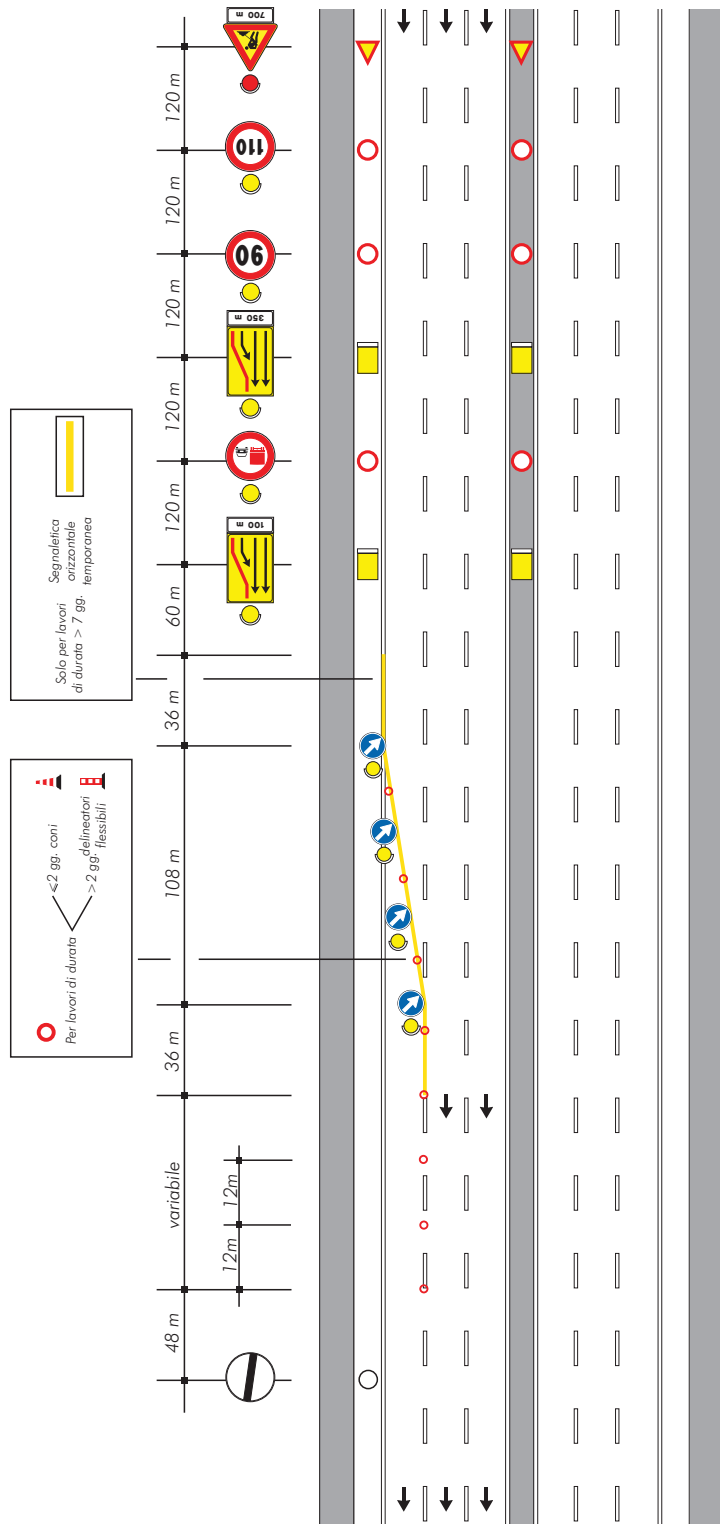 700 m
120 m
110
120 m
90
120 m
350 m
120 m
120 m
100 m
60 m
36 m
108 m
36 m
variabile
12m
12m
48 m
Segnaletica
orizzontale
temporanea
Solo per lavori
di durata > 7 gg.
Per lavori di durata
⩽2 gg. coni
>2 gg. delineatori
flessibili